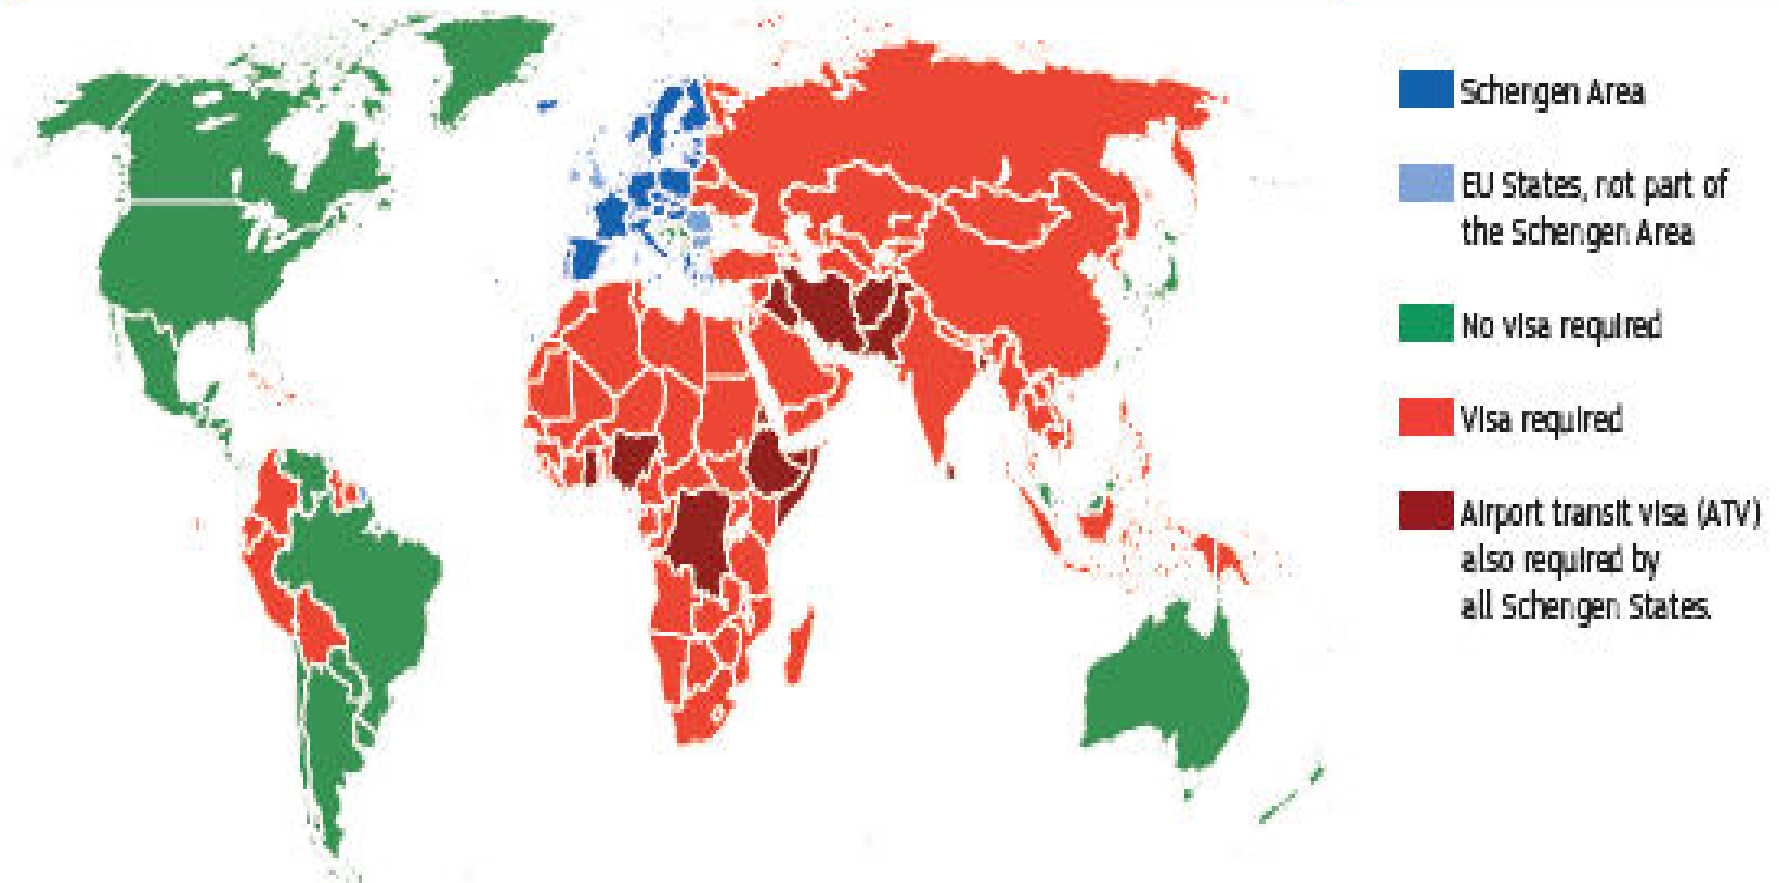 Schengen Area
EU States, not part of
the Schengen Area
No visa required
Visa required
Airport transit visa (ATV)
also required by
all Schengen States.